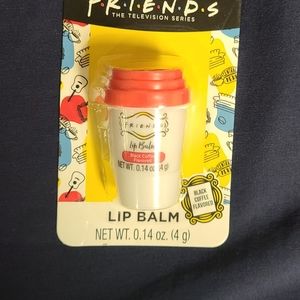 F·R·I·E·N·D·S
THE TELEVISION SERIES
FRIENDS
Lip Balm
Black Coffee
Flavored
NET WT. 0.14 oz (4 g)
BLACK
COFFEE
FLAVORED
LIP BALM
NET WT. 0.14 oz. (4 g)